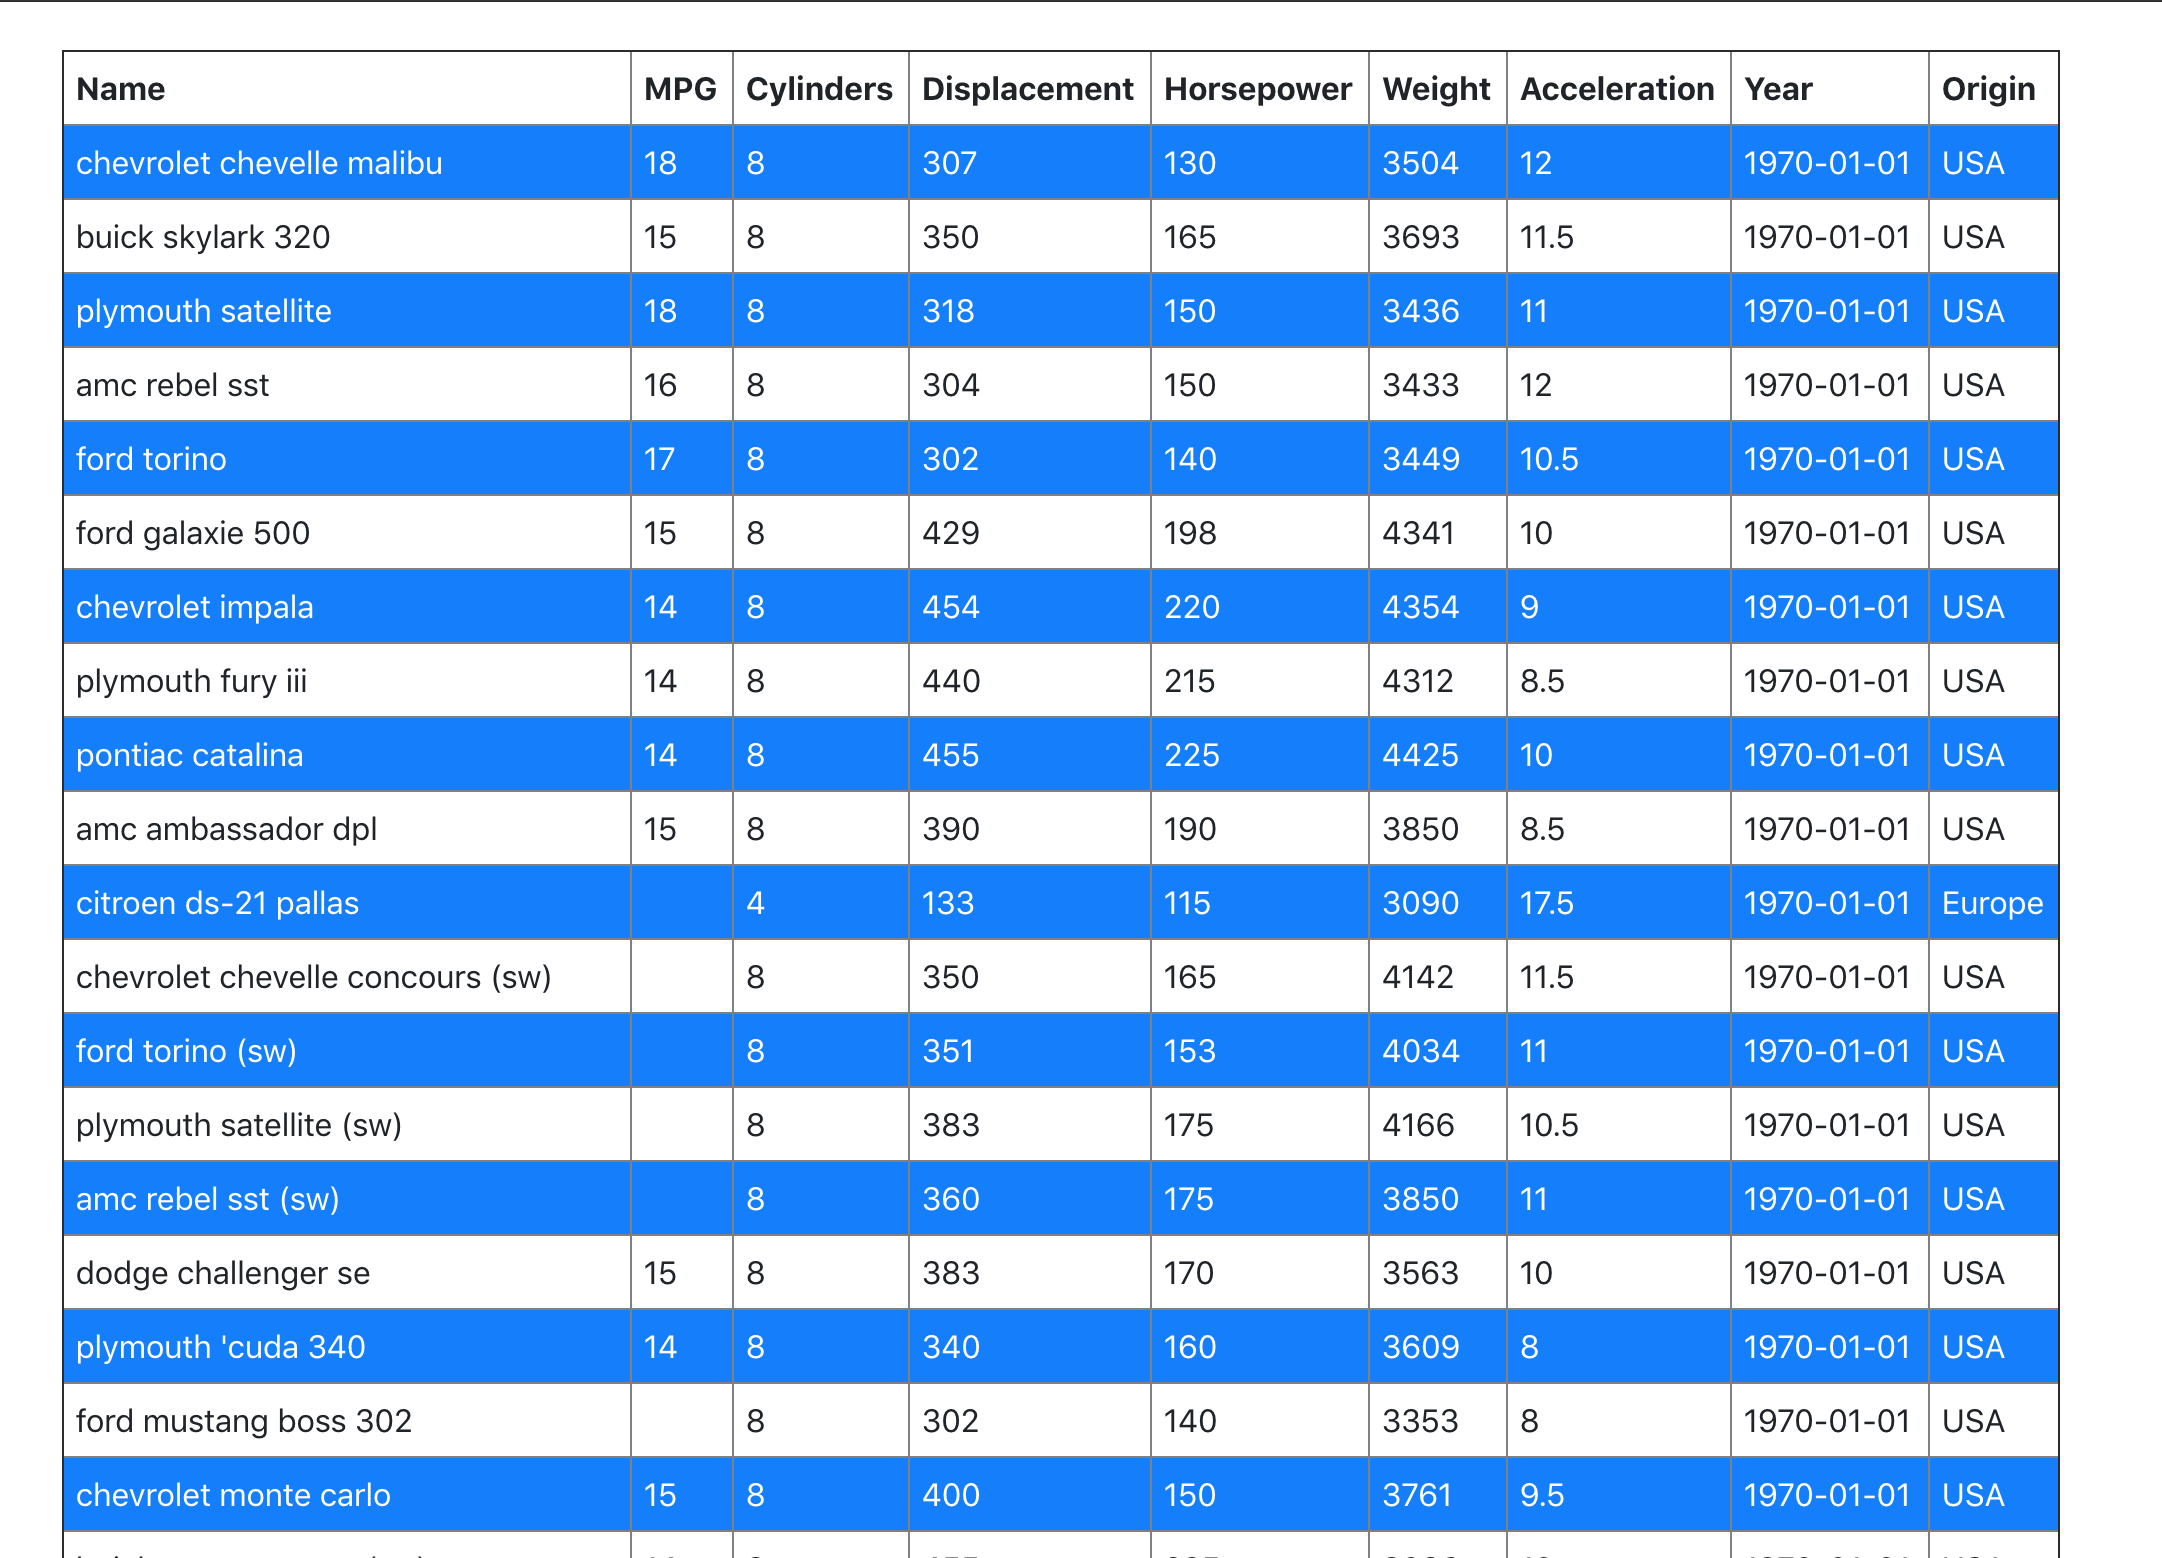 Name MPG Cylinders Displacement Horsepower Weight Acceleration Year Origin
chevrolet chevelle malibu 18 8 307 130 3504 12 1970-01-01 USA
buick skylark 320 15 8 350 165 3693 11.5 1970-01-01 USA
plymouth satellite 18 8 318 150 3436 11 1970-01-01 USA
amc rebel sst 16 8 304 150 3433 12 1970-01-01 USA
ford torino 17 8 302 140 3449 10.5 1970-01-01 USA
ford galaxie 500 15 8 429 198 4341 10 1970-01-01 USA
chevrolet impala 14 8 454 220 4354 9 1970-01-01 USA
plymouth fury iii 14 8 440 215 4312 8.5 1970-01-01 USA
pontiac catalina 14 8 455 225 4425 10 1970-01-01 USA
amc ambassador dpl 15 8 390 190 3850 8.5 1970-01-01 USA
citroen ds-21 pallas 4 133 115 3090 17.5 1970-01-01 Europe
chevrolet chevelle concours (sw) 8 350 165 4142 11.5 1970-01-01 USA
ford torino (sw) 8 351 153 4034 11 1970-01-01 USA
plymouth satellite (sw) 8 383 175 4166 10.5 1970-01-01 USA
amc rebel sst (sw) 8 360 175 3850 11 1970-01-01 USA
dodge challenger se 15 8 383 170 3563 10 1970-01-01 USA
plymouth 'cuda 340 14 8 340 160 3609 8 1970-01-01 USA
ford mustang boss 302 8 302 140 3353 8 1970-01-01 USA
chevrolet monte carlo 15 8 400 150 3761 9.5 1970-01-01 USA